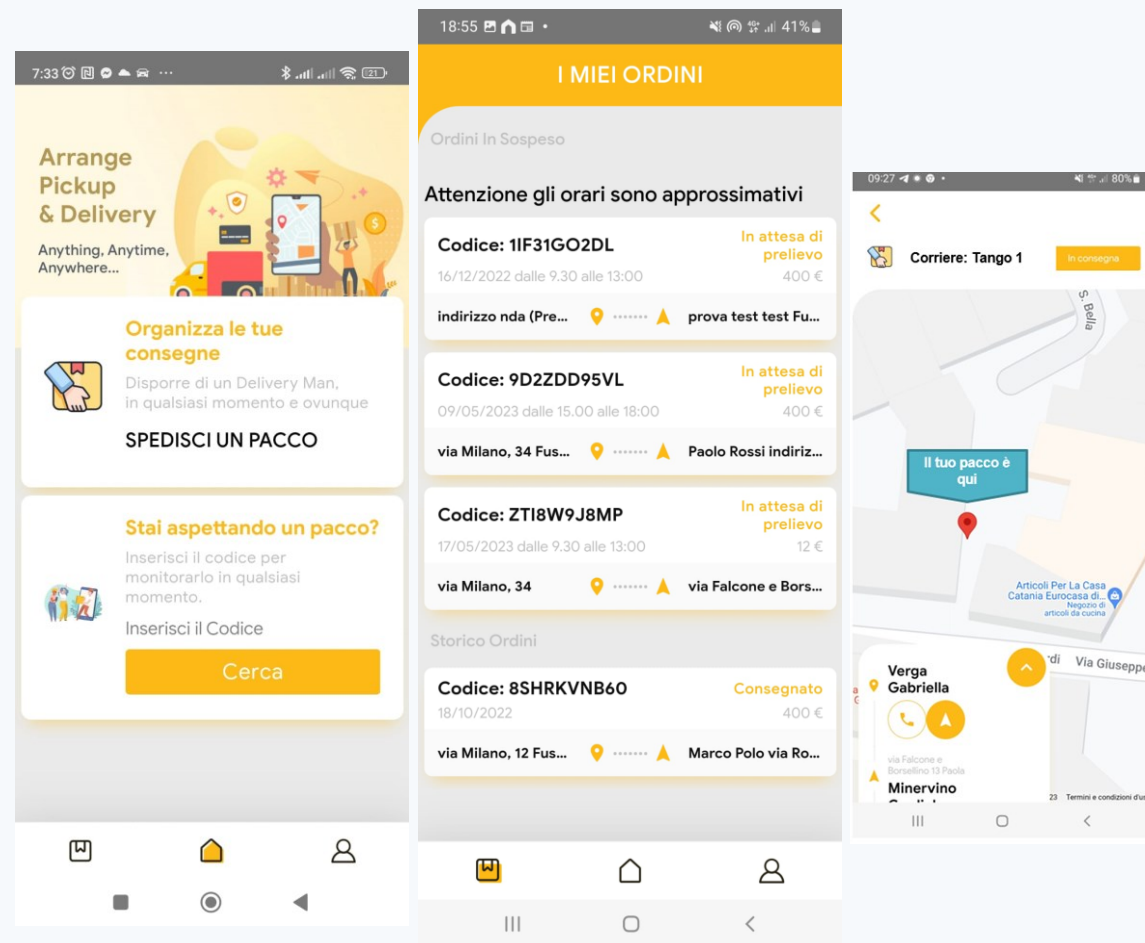 7:33
21
Arrange
Pickup
& Delivery
Anything, Anytime,
Anywhere...
Organizza le tue
consegne
Disporre di un Delivery Man,
in qualsiasi momento e ovunque
SPEDISCI UN PACCO
Stai aspettando un pacco?
Inserisci il codice per
monitorarlo in qualsiasi
momento.
Inserisci il Codice
Cerca
18:55
41%
I MIEI ORDINI
Ordini In Sospeso
Attenzione gli orari sono approssimativi
Codice: 1IF31GO2DL
In attesa di
prelievo
16/12/2022 dalle 9.30 alle 13:00
400 €
indirizzo nda (Pre...
prova test test Fu...
Codice: 9D2ZDD95VL
In attesa di
prelievo
09/05/2023 dalle 15.00 alle 18:00
400 €
via Milano, 34 Fus...
Paolo Rossi indiriz...
Codice: ZTI8W9J8MP
In attesa di
prelievo
17/05/2023 dalle 9.30 alle 13:00
12 €
via Milano, 34
via Falcone e Bors...
Storico Ordini
Codice: 8SHRKVNB60
Consegnato
18/10/2022
400 €
via Milano, 12 Fus...
Marco Polo via Ro...
09:27
80%
Corriere: Tango 1
In consegna
S. Bella
Il tuo pacco è
qui
Articoli Per La Casa
Catania Eurocasa di...
Negozio di
articoli da cucina
Via Giuseppe
Verga
Gabriella
via Falcone e
Borsellino 13 Paola
Minervino
23 Termini e condizioni d'us